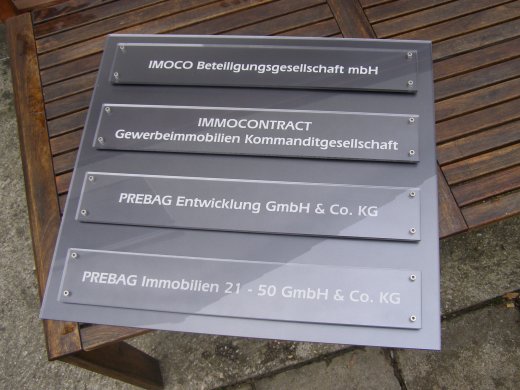 IMOCO Beteiligungsgesellschaft mbH
IMMOCONTRACT
Gewerbeimmobilien Kommanditgesellschaft
PREBAG Entwicklung GmbH & Co. KG
PREBAG Immobilien 21 - 50 GmbH & Co. KG